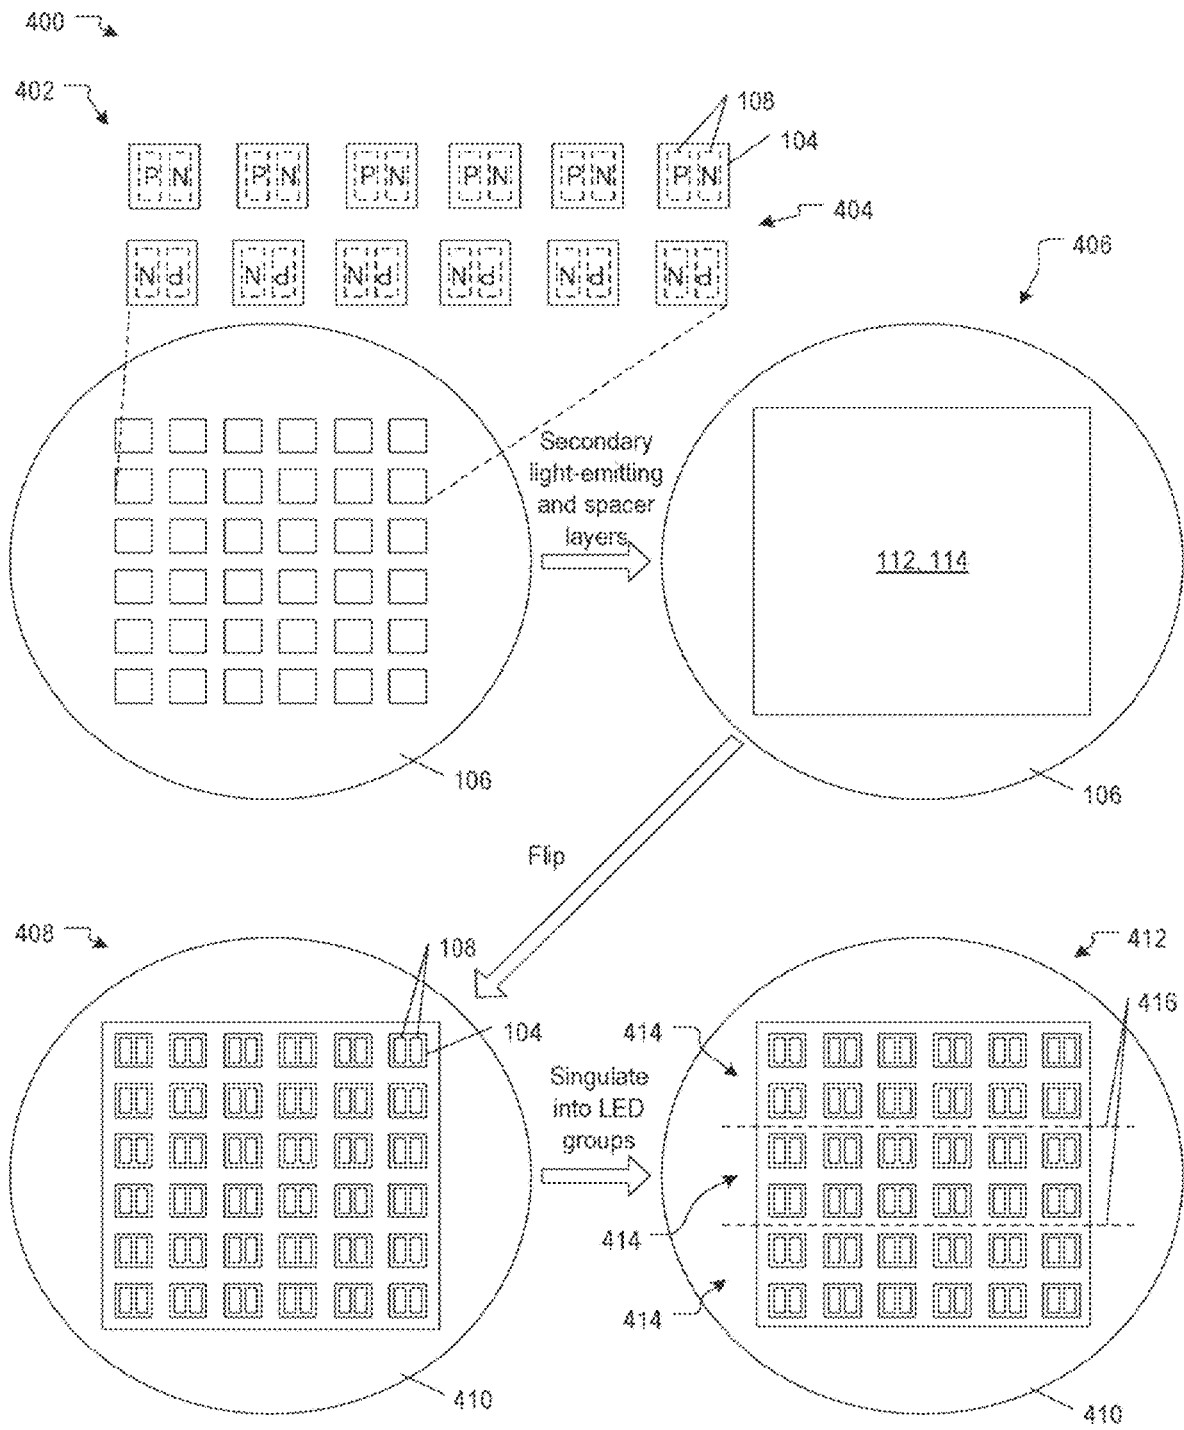 400
402
108
104
P N P N P N P N P N P N
404
N P N P N P N P N P N P
406
Secondary
light-emitting
and spacer
layers
112, 114
106
106
Flip
408
108
104
412
416
414
Singulate
into LED
groups
414
414
410
410